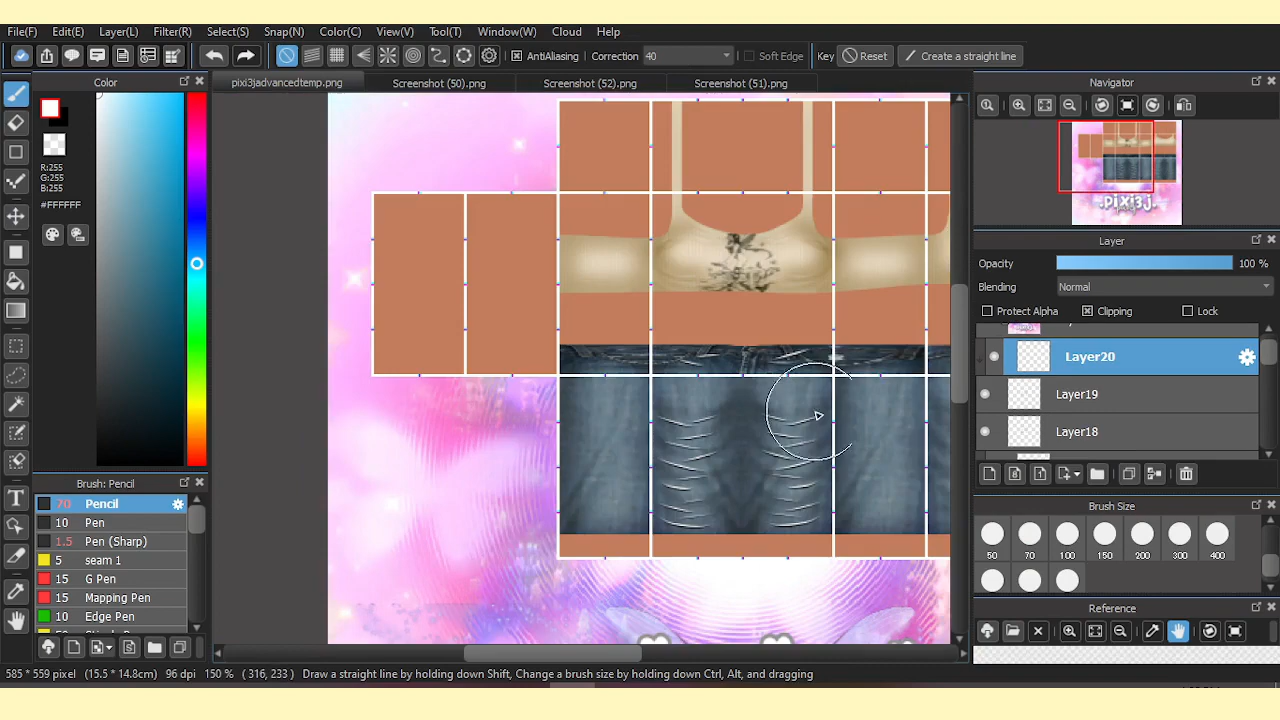 File(F) Edit(E) Layer(L) Filter(R) Select(S) Snap(N) Color(C) View(V) Tool(T) Window(W) Cloud Help
AntiAliasing Correction 40 Soft Edge Key Reset Create a straight line
Color
pixi3jadvancedtemp.png Screenshot (50).png Screenshot (52).png Screenshot (51).png
Navigator
R:255
G:255
B:255
#FFFFFF
.pixi3j.
Layer
Opacity 100 %
Blending Normal
Protect Alpha Clipping Lock
Layer20
Layer19
Layer18
Brush: Pencil
70 Pencil
10 Pen
1.5 Pen (Sharp)
5 seam 1
15 G Pen
15 Mapping Pen
10 Edge Pen
Brush Size
50 70 100 150 200 300 400
Reference
585 * 559 pixel (15.5 * 14.8cm) 96 dpi 150 % ( 316, 233 ) Draw a straight line by holding down Shift, Change a brush size by holding down Ctrl, Alt, and dragging